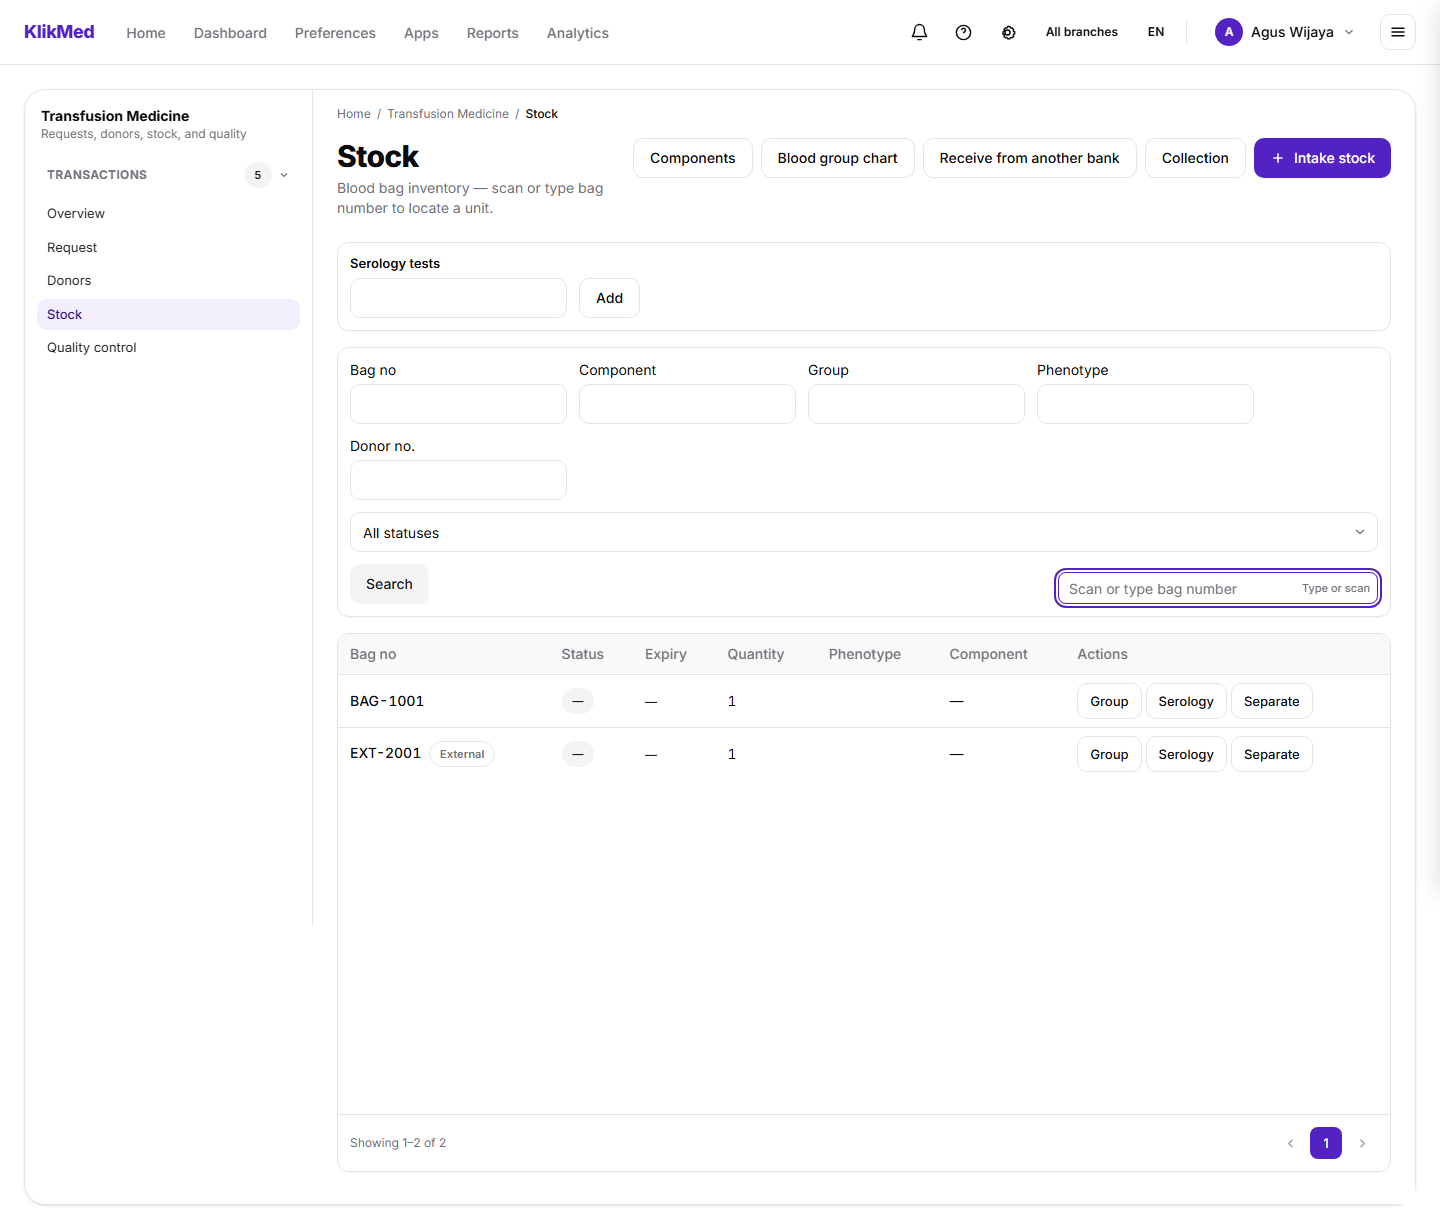 KlikMed
Home
Dashboard
Preferences
Apps
Reports
Analytics
All branches
EN
A
Agus Wijaya
Transfusion Medicine
Requests, donors, stock, and quality
TRANSACTIONS
5
Overview
Request
Donors
Stock
Quality control
Home / Transfusion Medicine / Stock
Stock
Blood bag inventory — scan or type bag
number to locate a unit.
Components
Blood group chart
Receive from another bank
Collection
+ Intake stock
Serology tests
Add
Bag no
Component
Group
Phenotype
Donor no.
All statuses
Search
Scan or type bag number
Type or scan
Bag no Status Expiry Quantity Phenotype Component Actions
BAG-1001 — — 1 — Group Serology Separate
EXT-2001 External — — 1 — Group Serology Separate
Showing 1–2 of 2
1